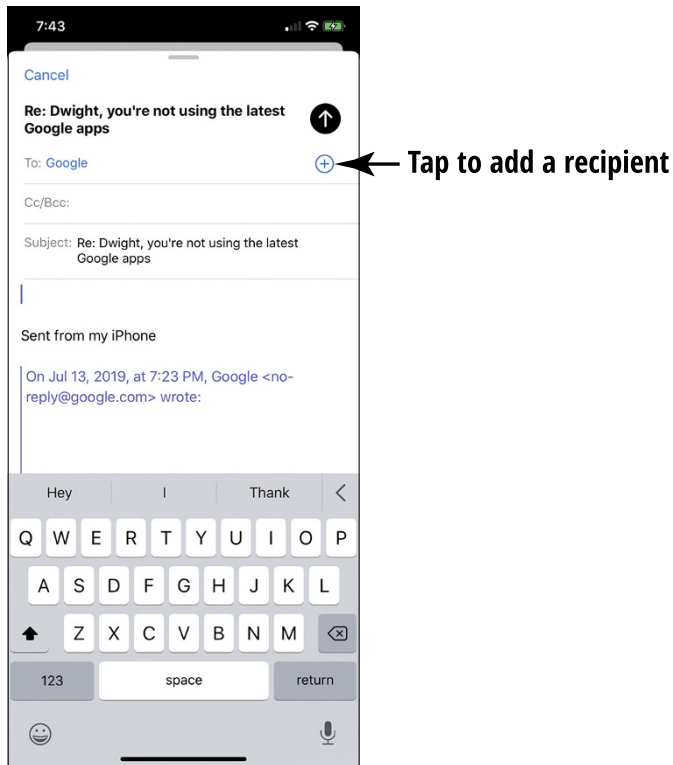 7:43
Cancel
Re: Dwight, you're not using the latest
Google apps
To: Google
Tap to add a recipient
Cc/Bcc:
Subject: Re: Dwight, you're not using the latest
Google apps
Sent from my iPhone
On Jul 13, 2019, at 7:23 PM, Google <no-
reply@google.com> wrote:
Hey I Thank
Q W E R T Y U I O P
A S D F G H J K L
Z X C V B N M
123 space return